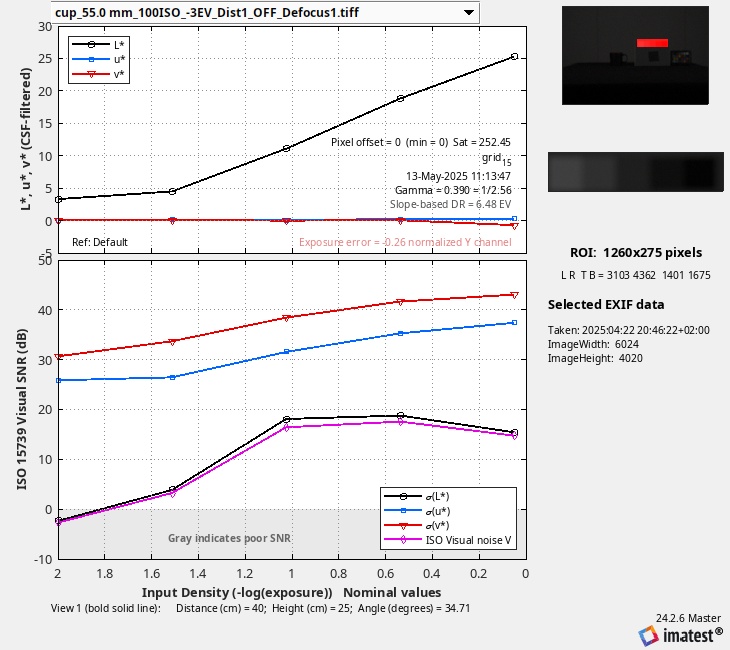 cup_55.0 mm_100ISO_-3EV_Dist1_OFF_Defocus1.tiff
30
25
20
15
10
5
0
-5
L*, u*, v* (CSF-filtered)
L*
u*
v*
Pixel offset = 0 (min = 0) Sat = 252.45
grid15
13-May-2025 11:13:47
Gamma = 0.390 = 1/2.56
Slope-based DR = 6.48 EV
Ref: Default
Exposure error = -0.26 normalized Y channel
50
40
30
20
10
0
-10
ISO 15739 Visual SNR (dB)
σ(L*)
σ(u*)
σ(v*)
ISO Visual noise V
Gray indicates poor SNR
2 1.8 1.6 1.4 1.2 1 0.8 0.6 0.4 0.2 0
Input Density (-log(exposure)) Nominal values
View 1 (bold solid line): Distance (cm) = 40; Height (cm) = 25; Angle (degrees) = 34.71
ROI: 1260x275 pixels
L R T B = 3103 4362 1401 1675
Selected EXIF data
Taken: 2025:04:22 20:46:22+02:00
ImageWidth: 6024
ImageHeight: 4020
24.2.6 Master
imatest®